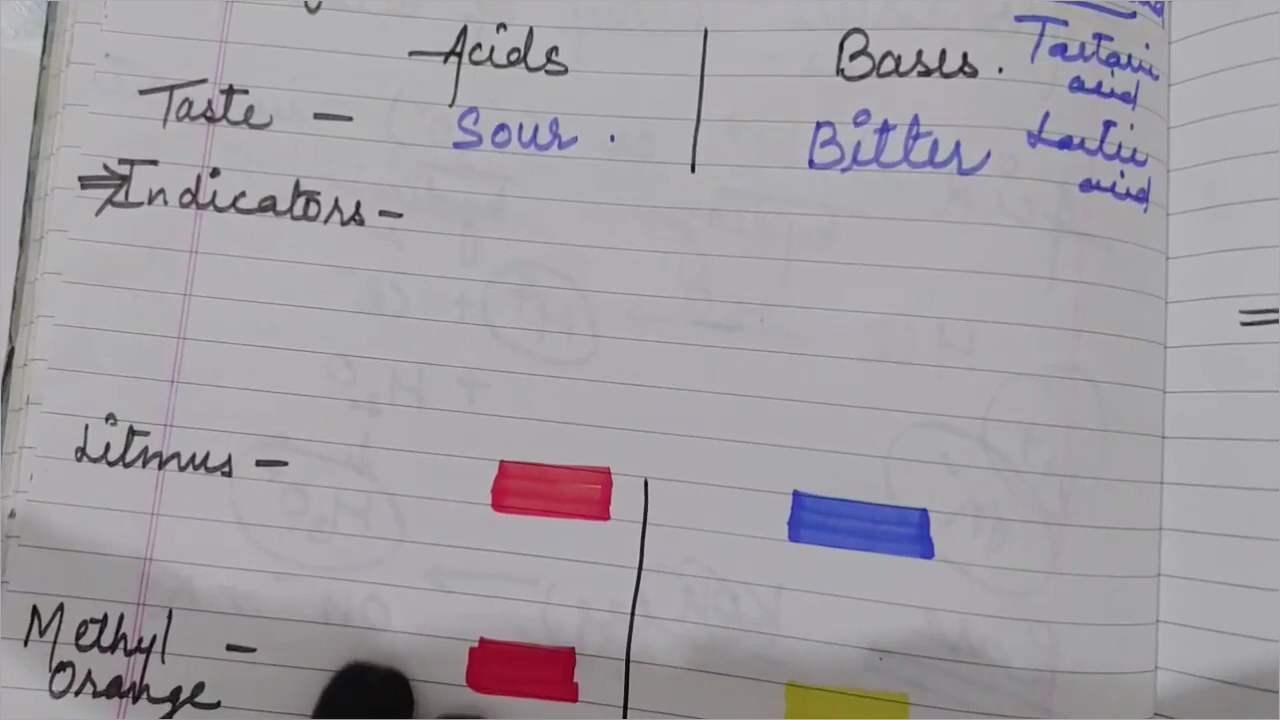 Acids Bases. Tartaric
acid
Taste - Sour. Bitter Lactic
acid
⇒Indicators-
=
Litmus -
Methyl -
Orange